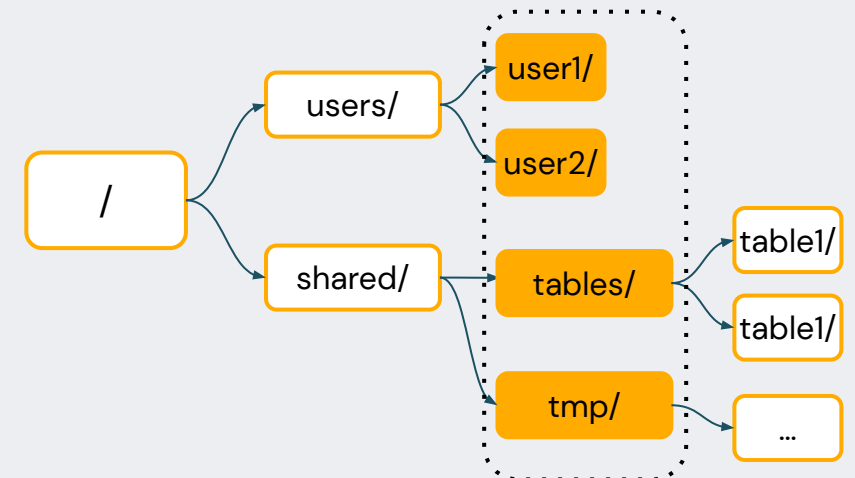 /
users/
shared/
user1/
user2/
tables/
tmp/
table1/
table1/
...